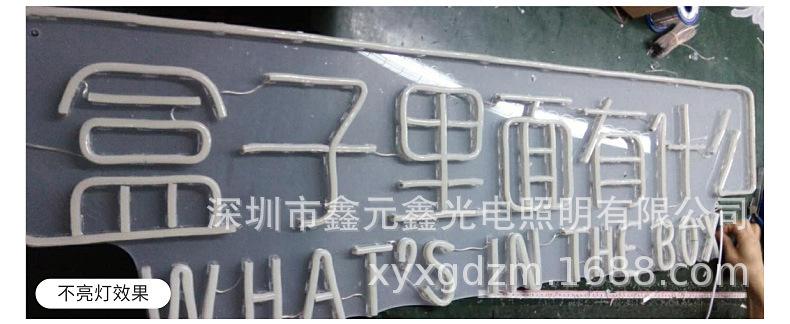 盒子里面有什么
深圳市鑫元鑫光电照明有限公司
WHAT'S IN THE BOX
xyxgdzm.1688.com
不亮灯效果